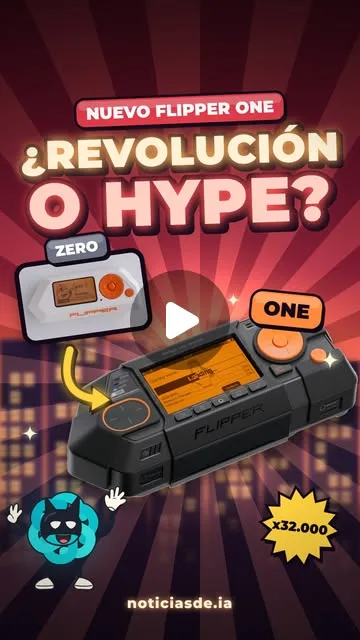 NUEVO FLIPPER ONE
¿REVOLUCIÓN
O HYPE?
ZERO
FLIPPER
ONE
FLIPPER
x32.000
noticiasde.ia